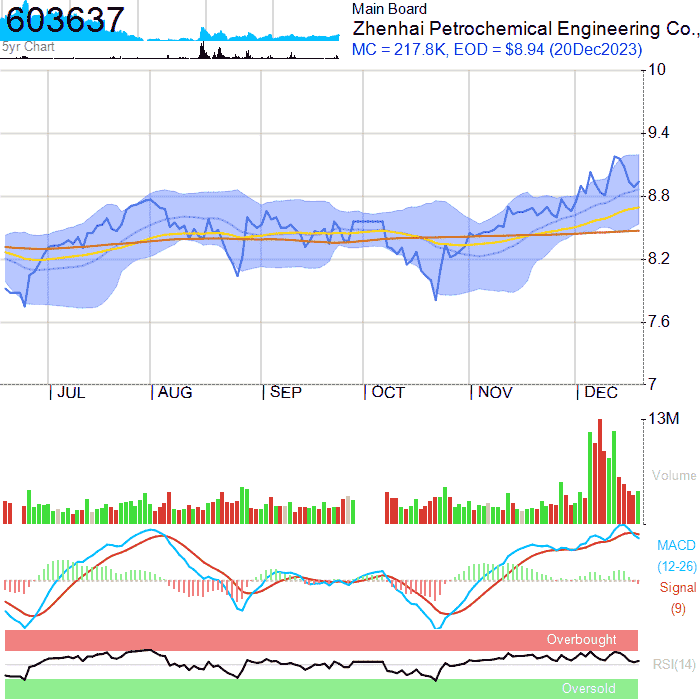 603637
5yr Chart
Main Board
Zhenhai Petrochemical Engineering Co.,
MC = 217.8K, EOD = $8.94 (20Dec2023)
10
9.4
8.8
8.2
7.6
7
JUL AUG SEP OCT NOV DEC
13M
Volume
MACD
(12-26)
Signal
(9)
Overbought
RSI(14)
Oversold